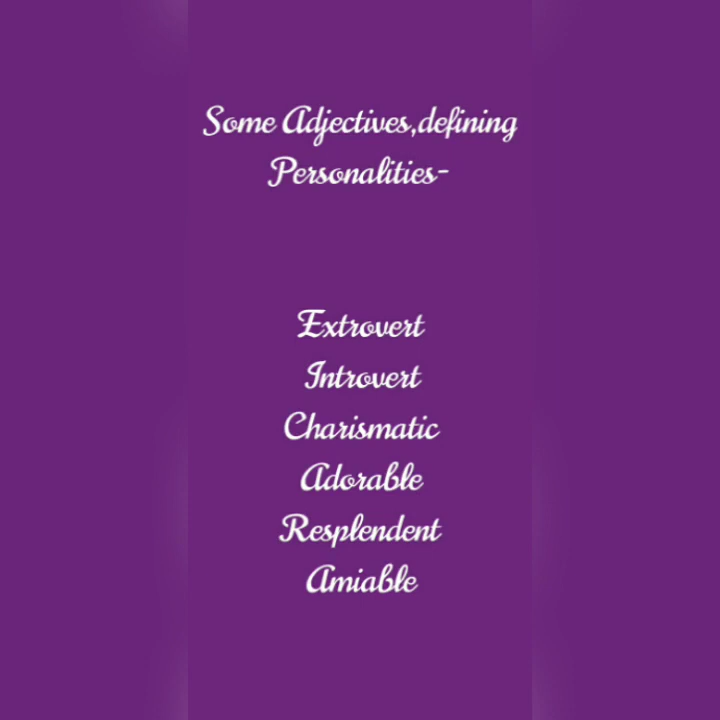 Some Adjectives,defining
Personalities-
Extrovert
Introvert
Charismatic
Adorable
Resplendent
Amiable